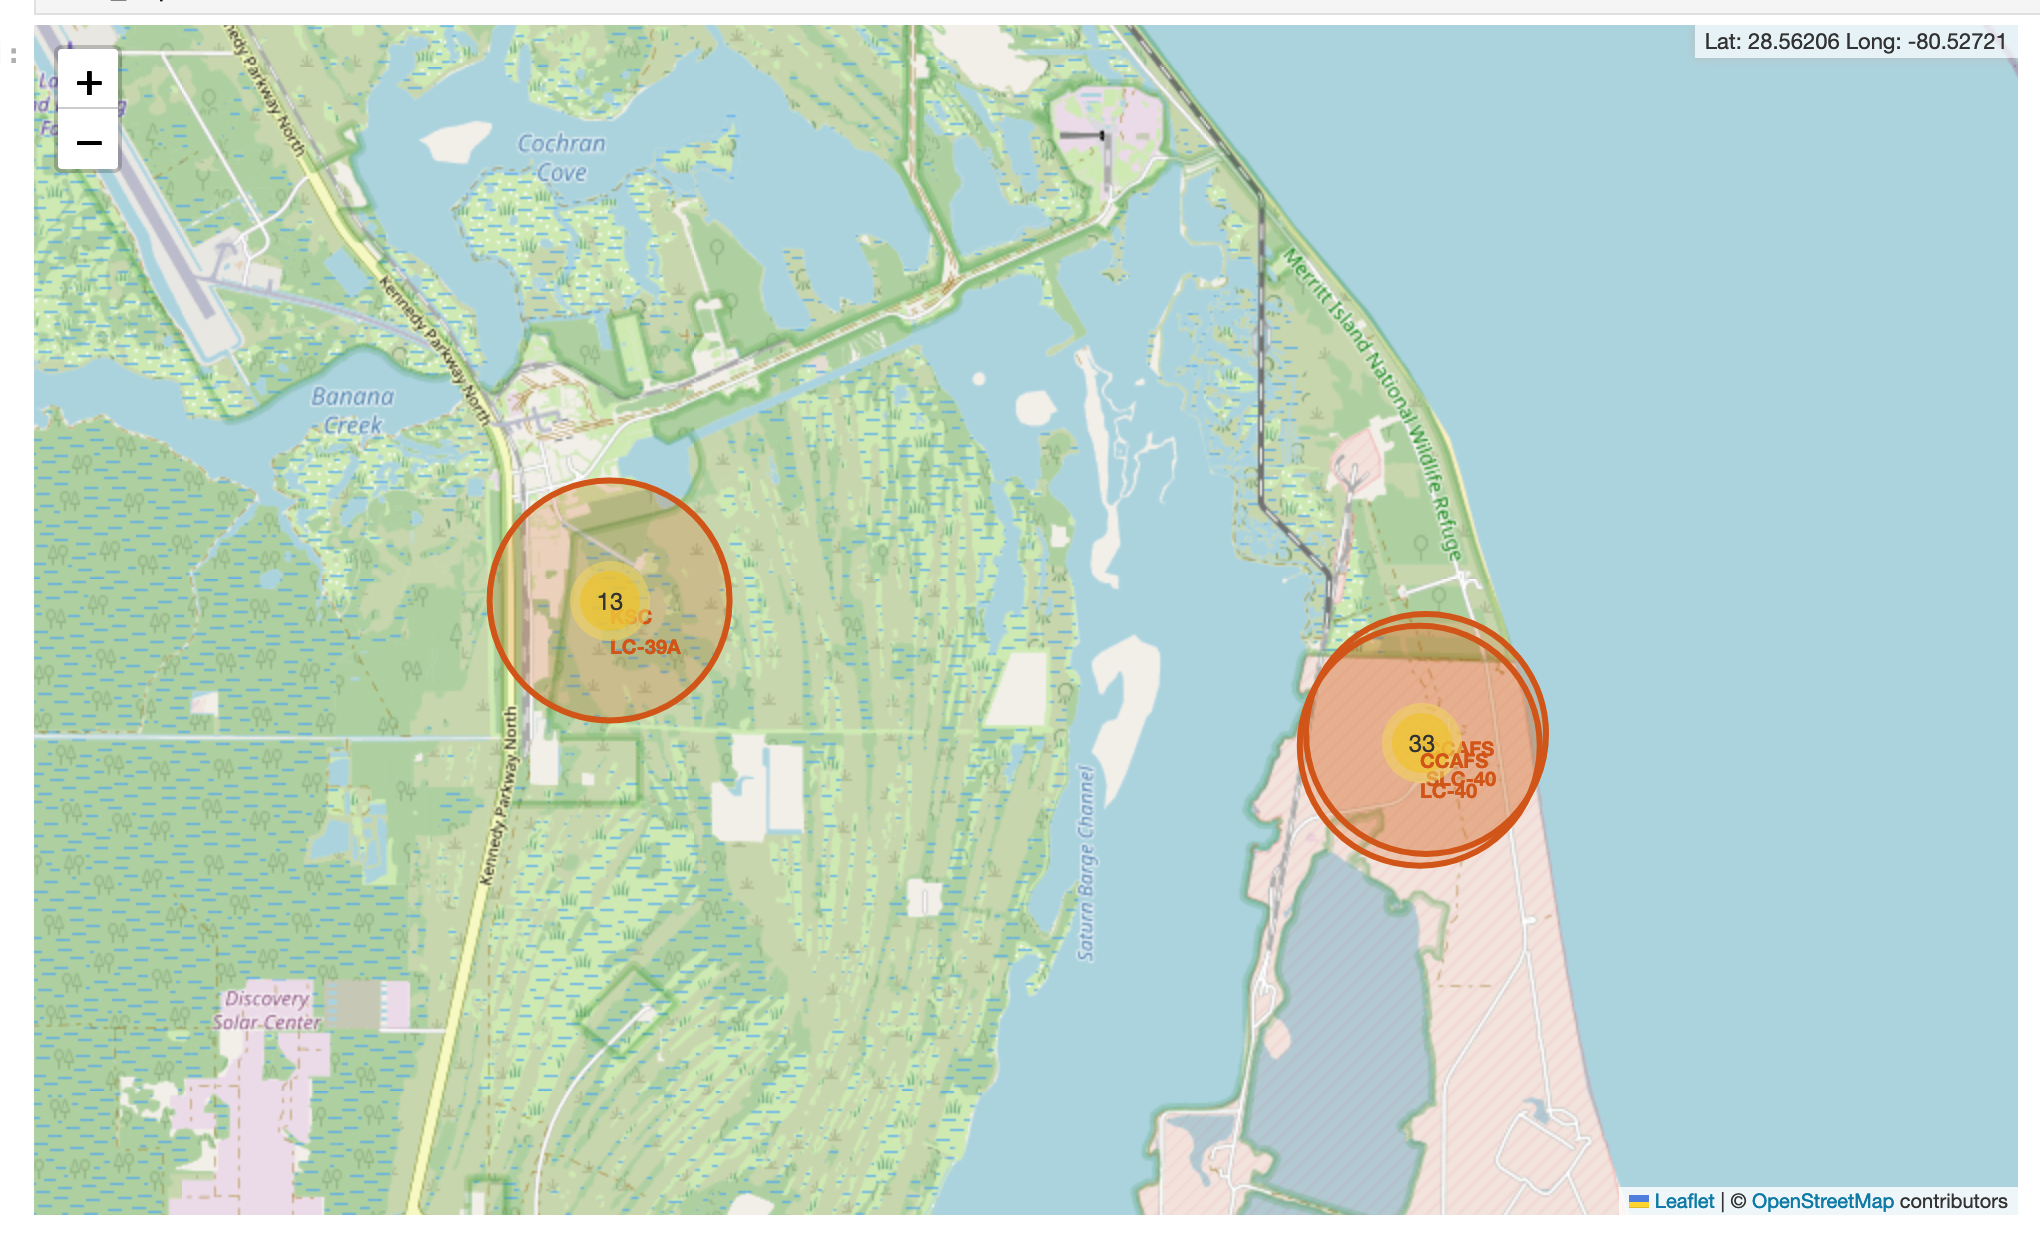 Lat: 28.56206 Long: -80.52721
+
−
Kennedy Parkway North
Cochran
Cove
Merritt Island National Wildlife Refuge
Kennedy Parkway North
Banana
Creek
13
KSC
LC-39A
33
CCAFS
CCAFS
SLC-40
LC-40
Kennedy Parkway North
Saturn Barge Channel
Discovery
Solar Center
Leaflet | © OpenStreetMap contributors